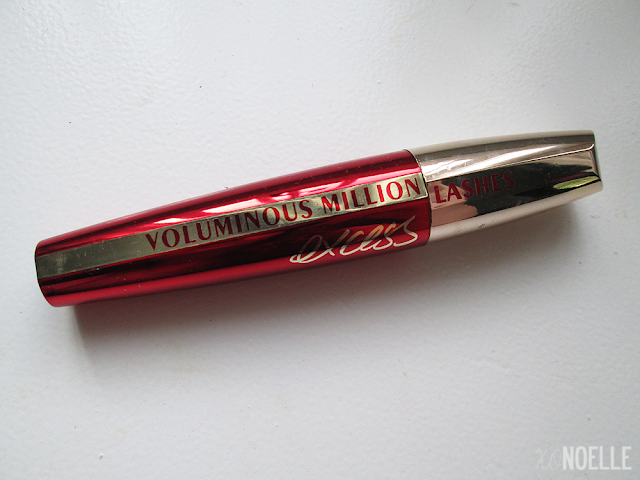 VOLUMINOUS MILLION LASHES
excess
xoNOELLE